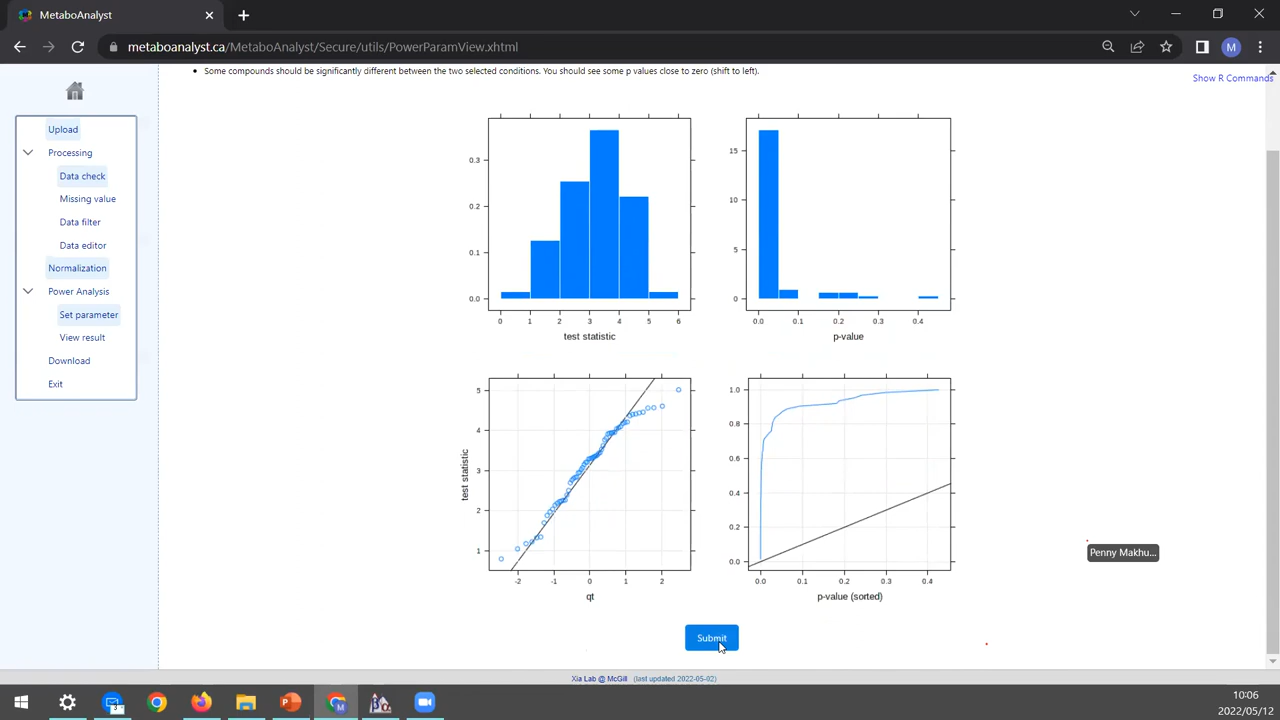 MetaboAnalyst
metaboanalyst.ca/MetaboAnalyst/Secure/utils/PowerParamView.xhtml
M
Some compounds should be significantly different between the two selected conditions. You should see some p values close to zero (shift to left).
Show R Commands
Upload
Processing
Data check
Missing value
Data filter
Data editor
Normalization
Power Analysis
Set parameter
View result
Download
Exit
0.3
0.2
0.1
0.0
0 1 2 3 4 5 6
test statistic
15
10
5
0
0.0 0.1 0.2 0.3 0.4
p-value
5
4
3
2
1
test statistic
-2 -1 0 1 2
qt
1.0
0.8
0.6
0.4
0.2
0.0
0.0 0.1 0.2 0.3 0.4
p-value (sorted)
Penny Makhu...
Submit
Xia Lab @ McGill (last updated 2022-05-02)
3
10:06
2022/05/12